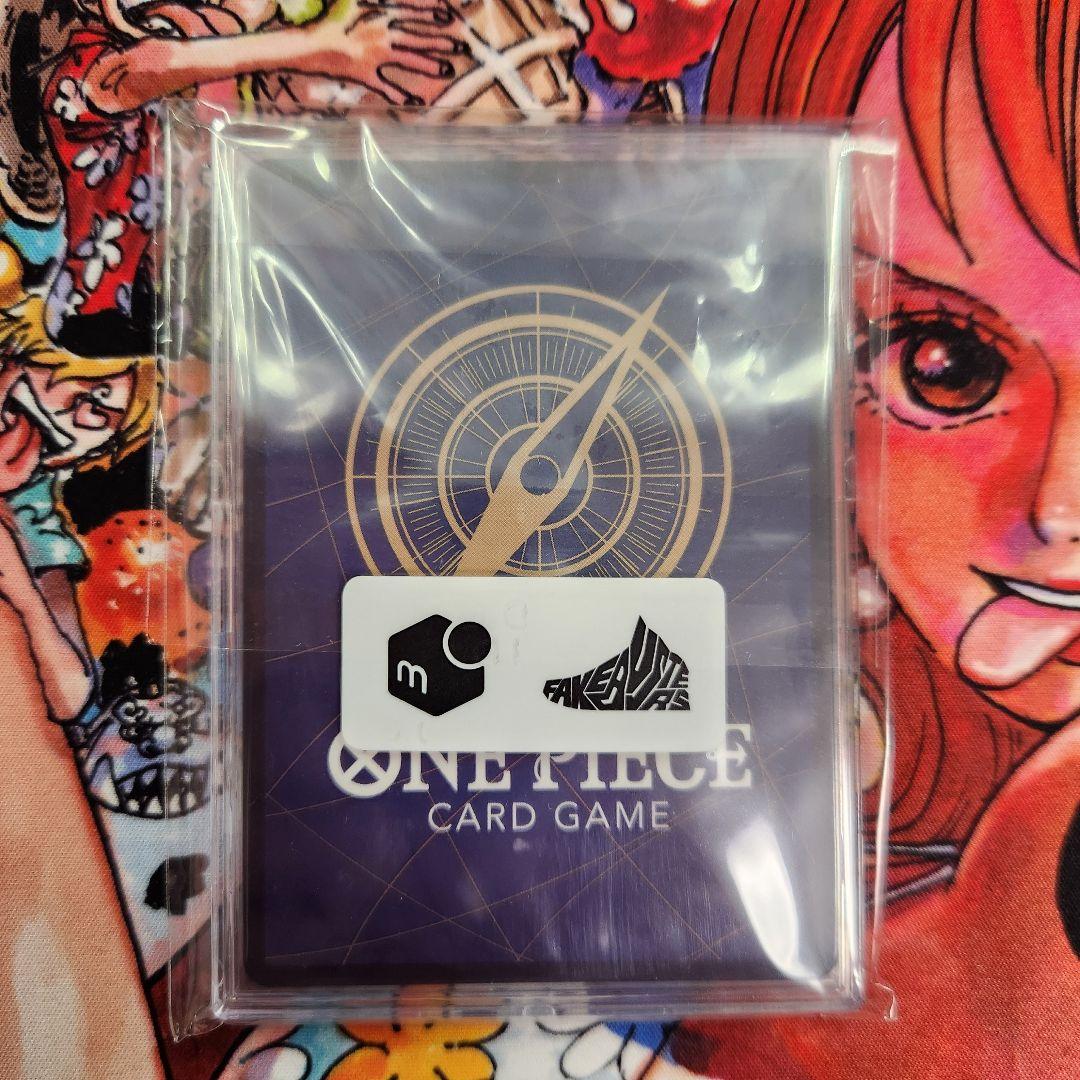 m
FAKEBUSTERS
ONE PIECE
CARD GAME